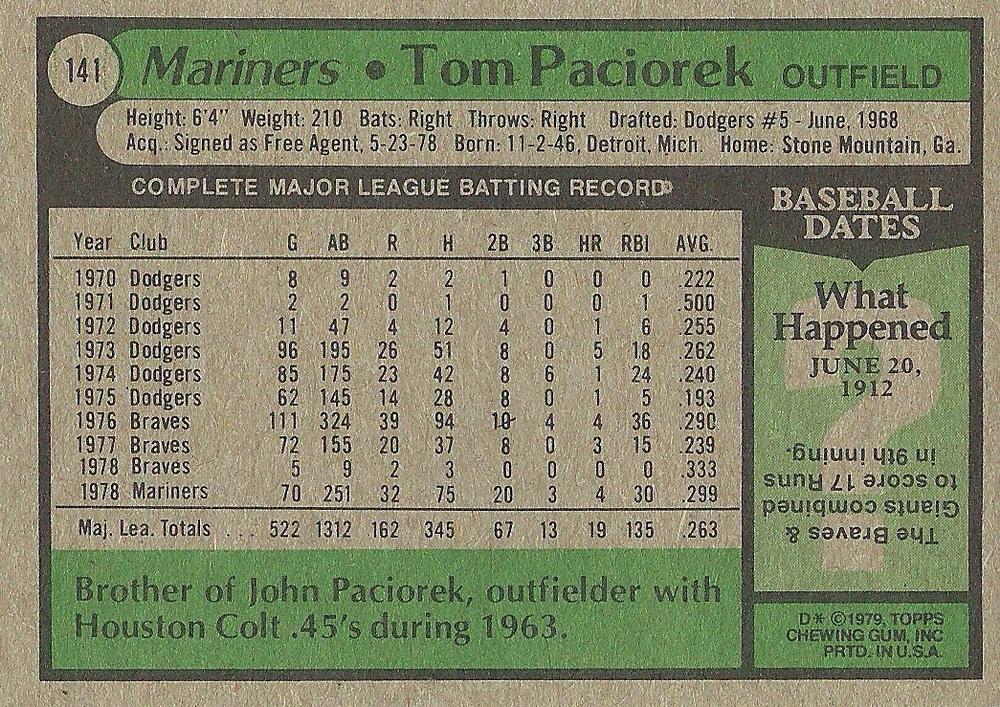 141 Mariners • Tom Paciorek OUTFIELD
Height: 6'4" Weight: 210 Bats: Right Throws: Right Drafted: Dodgers #5 - June, 1968
Acq.: Signed as Free Agent, 5-23-78 Born: 11-2-46, Detroit, Mich. Home: Stone Mountain, Ga.
COMPLETE MAJOR LEAGUE BATTING RECORD
Year Club G AB R H 2B 3B HR RBI AVG.
1970 Dodgers 8 9 2 2 1 0 0 0 .222
1971 Dodgers 2 2 0 1 0 0 0 1 .500
1972 Dodgers 11 47 4 12 4 0 1 6 .255
1973 Dodgers 96 195 26 51 8 0 5 18 .262
1974 Dodgers 85 175 23 42 8 6 1 24 .240
1975 Dodgers 62 145 14 28 8 0 1 5 .193
1976 Braves 111 324 39 94 10 4 4 36 .290
1977 Braves 72 155 20 37 8 0 3 15 .239
1978 Braves 5 9 2 3 0 0 0 0 .333
1978 Mariners 70 251 32 75 20 3 4 30 .299
Maj. Lea. Totals ... 522 1312 162 345 67 13 19 135 .263
Brother of John Paciorek, outfielder with
Houston Colt .45's during 1963.
BASEBALL
DATES
What
Happened
JUNE 20,
1912
?
The Braves &
Giants combined
to score 17 Runs
in 9th inning.
D* ©1979, TOPPS
CHEWING GUM, INC
PRTD. IN U.S.A.